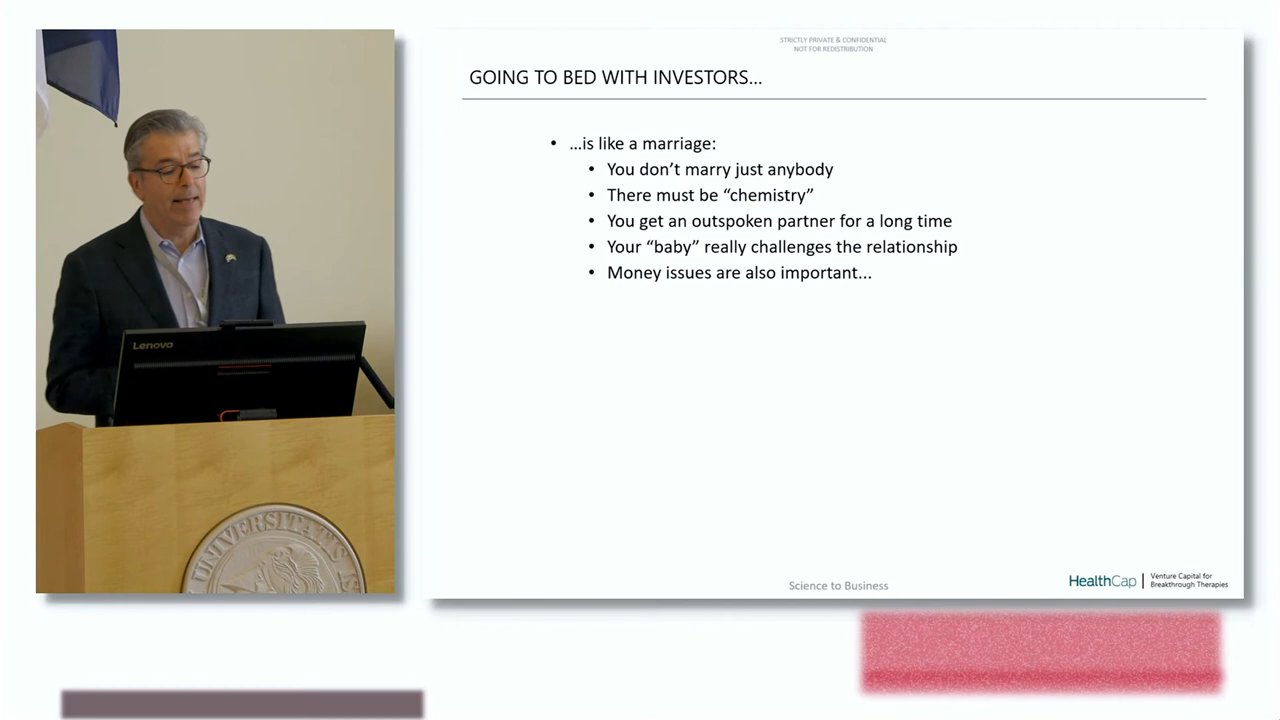 STRICTLY PRIVATE & CONFIDENTIAL
NOT FOR REDISTRIBUTION
GOING TO BED WITH INVESTORS...
• ...is like a marriage:
• You don't marry just anybody
• There must be "chemistry"
• You get an outspoken partner for a long time
• Your "baby" really challenges the relationship
• Money issues are also important...
Science to Business
HealthCap
Venture Capital for
Breakthrough Therapies
Lenovo
UNIVERSITATIS